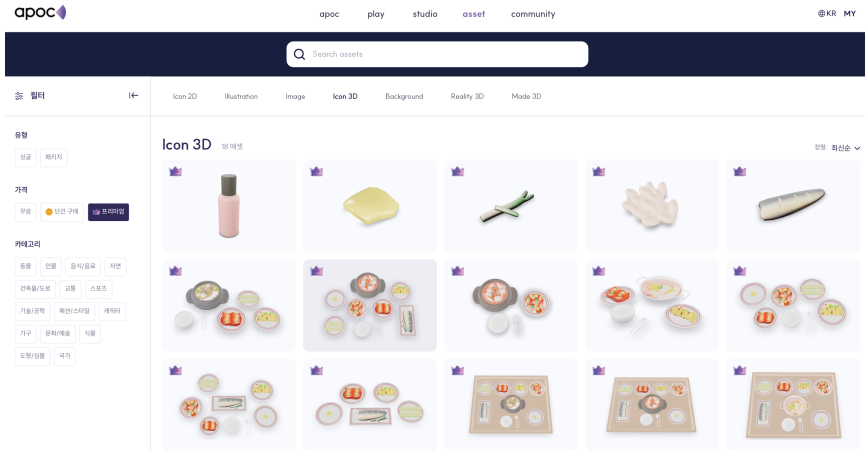 apoc
apoc play studio asset community
KR MY
Search assets
필터
Icon 2D Illustration Image Icon 3D Background Reality 3D Made 3D
유형
싱글 패키지
Icon 3D 18 애셋
정렬 최신순
가격
무료 단건 구매 프리미엄
카테고리
동물 인물 음식/음료 자연
건축물/도로 교통 스포츠
기술/공학 패션/스타일 캐릭터
가구 문화/예술 식물
도형/심볼 국가